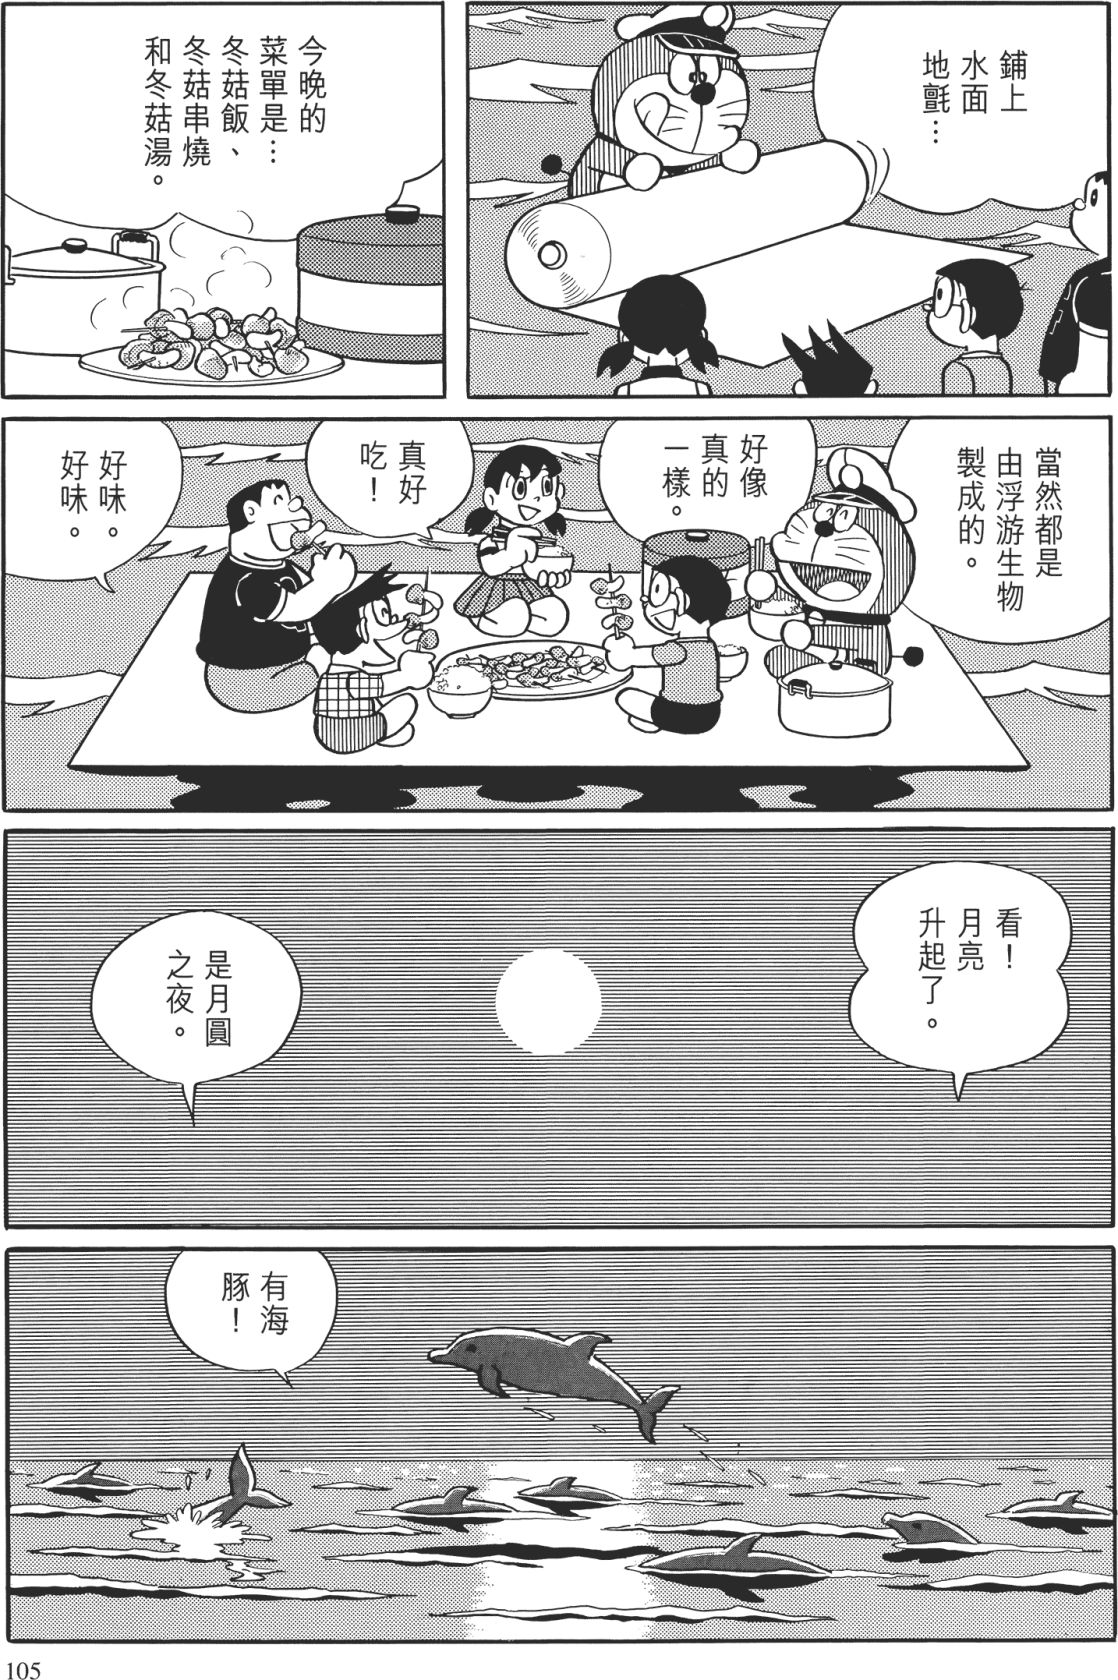 鋪上
水面
地氈…
今晚的
菜單是…
冬菇飯、
冬菇串燒
和冬菇湯。
當然都是
由浮游生物
製成的。
好像
真的
一樣。
真好
吃！
好味。
好味。
看！
月亮
升起了。
是月圓
之夜。
有海
豚！
105